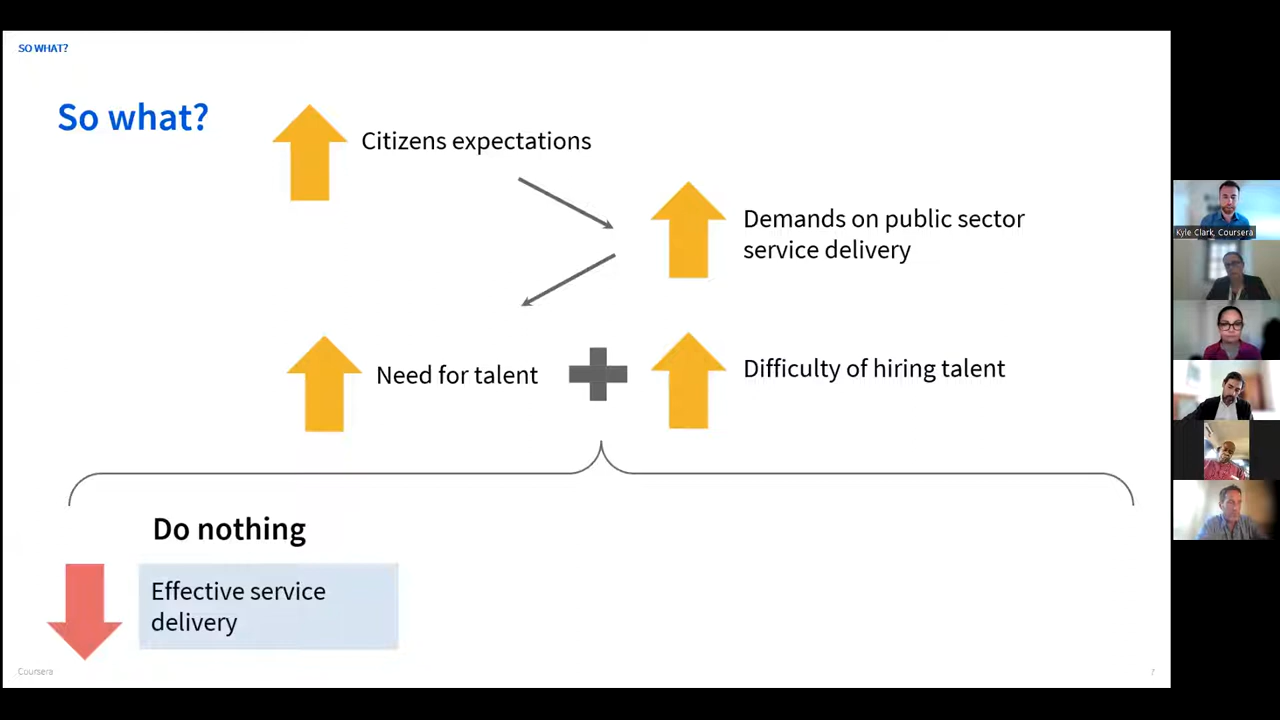 SO WHAT?
So what?
Citizens expectations
Demands on public sector
service delivery
Need for talent
Difficulty of hiring talent
Do nothing
Effective service
delivery
Coursera
7
Kyle Clark, Coursera